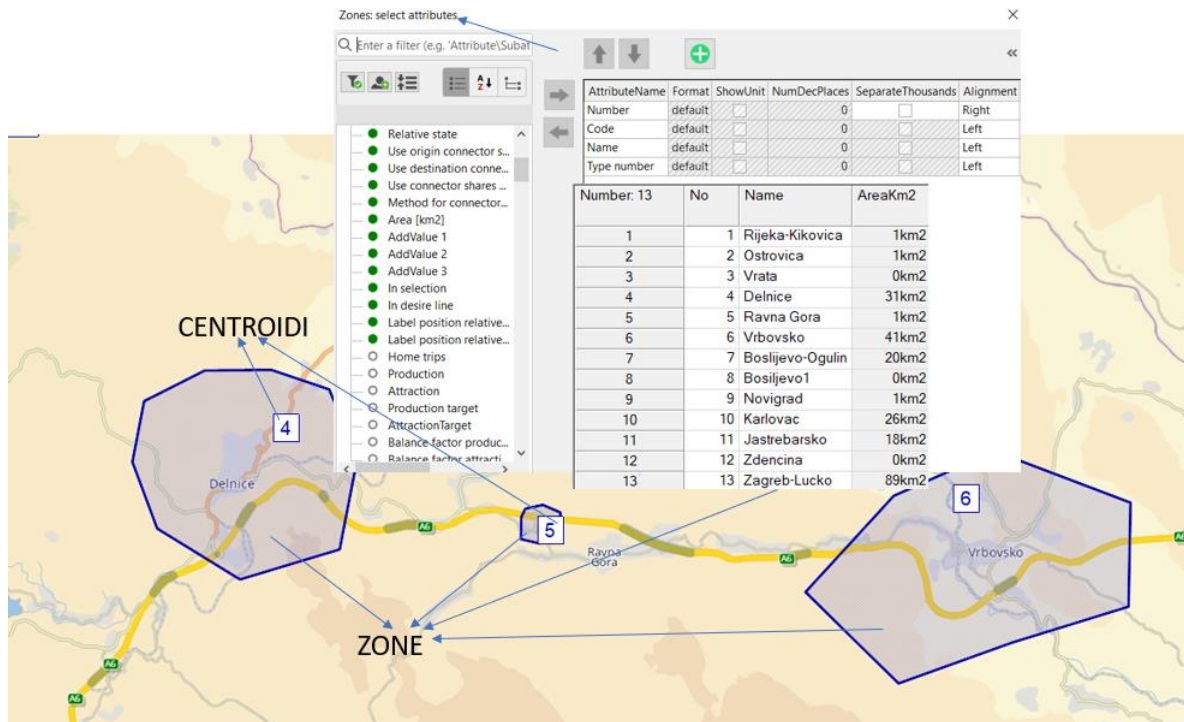 Zones: select attributes
Enter a filter (e.g. 'Attribute\Subat
AttributeName Format ShowUnit NumDecPlaces SeparateThousands Alignment
Number default 0 Right
Code default 0 Left
Name default 0 Left
Type number default 0 Left
Relative state
Use origin connector s...
Use destination conne...
Use connector shares ...
Method for connector...
Area [km2]
AddValue 1
AddValue 2
AddValue 3
In selection
In desire line
Label position relative...
Label position relative...
Home trips
Production
Attraction
Production target
AttractionTarget
Balance factor produc...
Balance factor attracti
Number: 13 No Name AreaKm2
1 1 Rijeka-Kikovica 1km2
2 2 Ostrovica 1km2
3 3 Vrata 0km2
4 4 Delnice 31km2
5 5 Ravna Gora 1km2
6 6 Vrbovsko 41km2
7 7 Boslijevo-Ogulin 20km2
8 8 Bosiljevo1 0km2
9 9 Novigrad 1km2
10 10 Karlovac 26km2
11 11 Jastrebarsko 18km2
12 12 Zdencina 0km2
13 13 Zagreb-Lucko 89km2
CENTROIDI
4
Delnice
A6
5
Ravna
Gora
A6
6
Vrbovsko
A6
ZONE
A6
A6